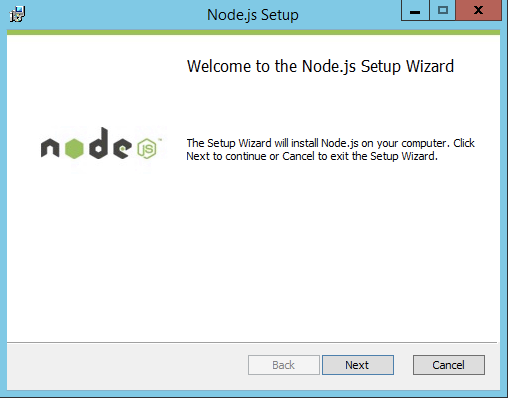 Node.js Setup
Welcome to the Node.js Setup Wizard
node JS ™
The Setup Wizard will install Node.js on your computer. Click
Next to continue or Cancel to exit the Setup Wizard.
Back Next Cancel